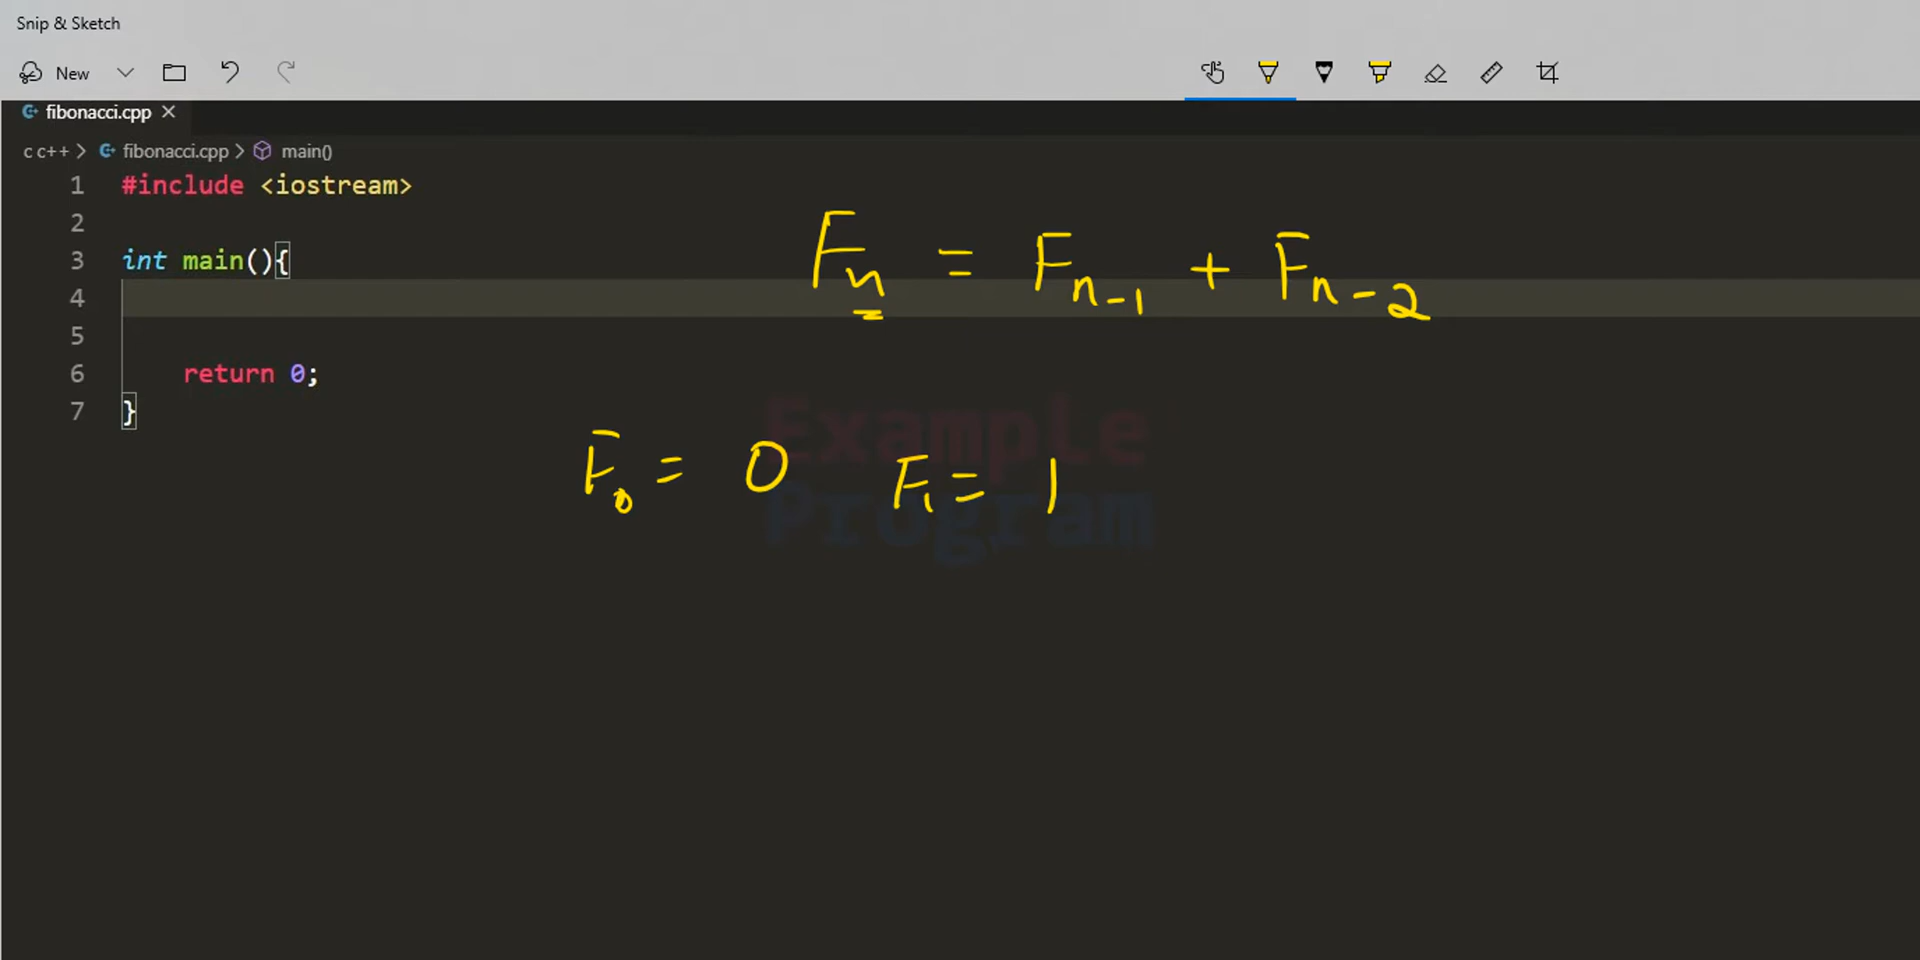 Snip & Sketch
New
fibonacci.cpp
c c++ > fibonacci.cpp > main()
1 #include <iostream>
2
3 int main(){
4
5
6 return 0;
7 }
Fn = Fn-1 + Fn-2
F0 = 0 F1 = 1
Example
Program